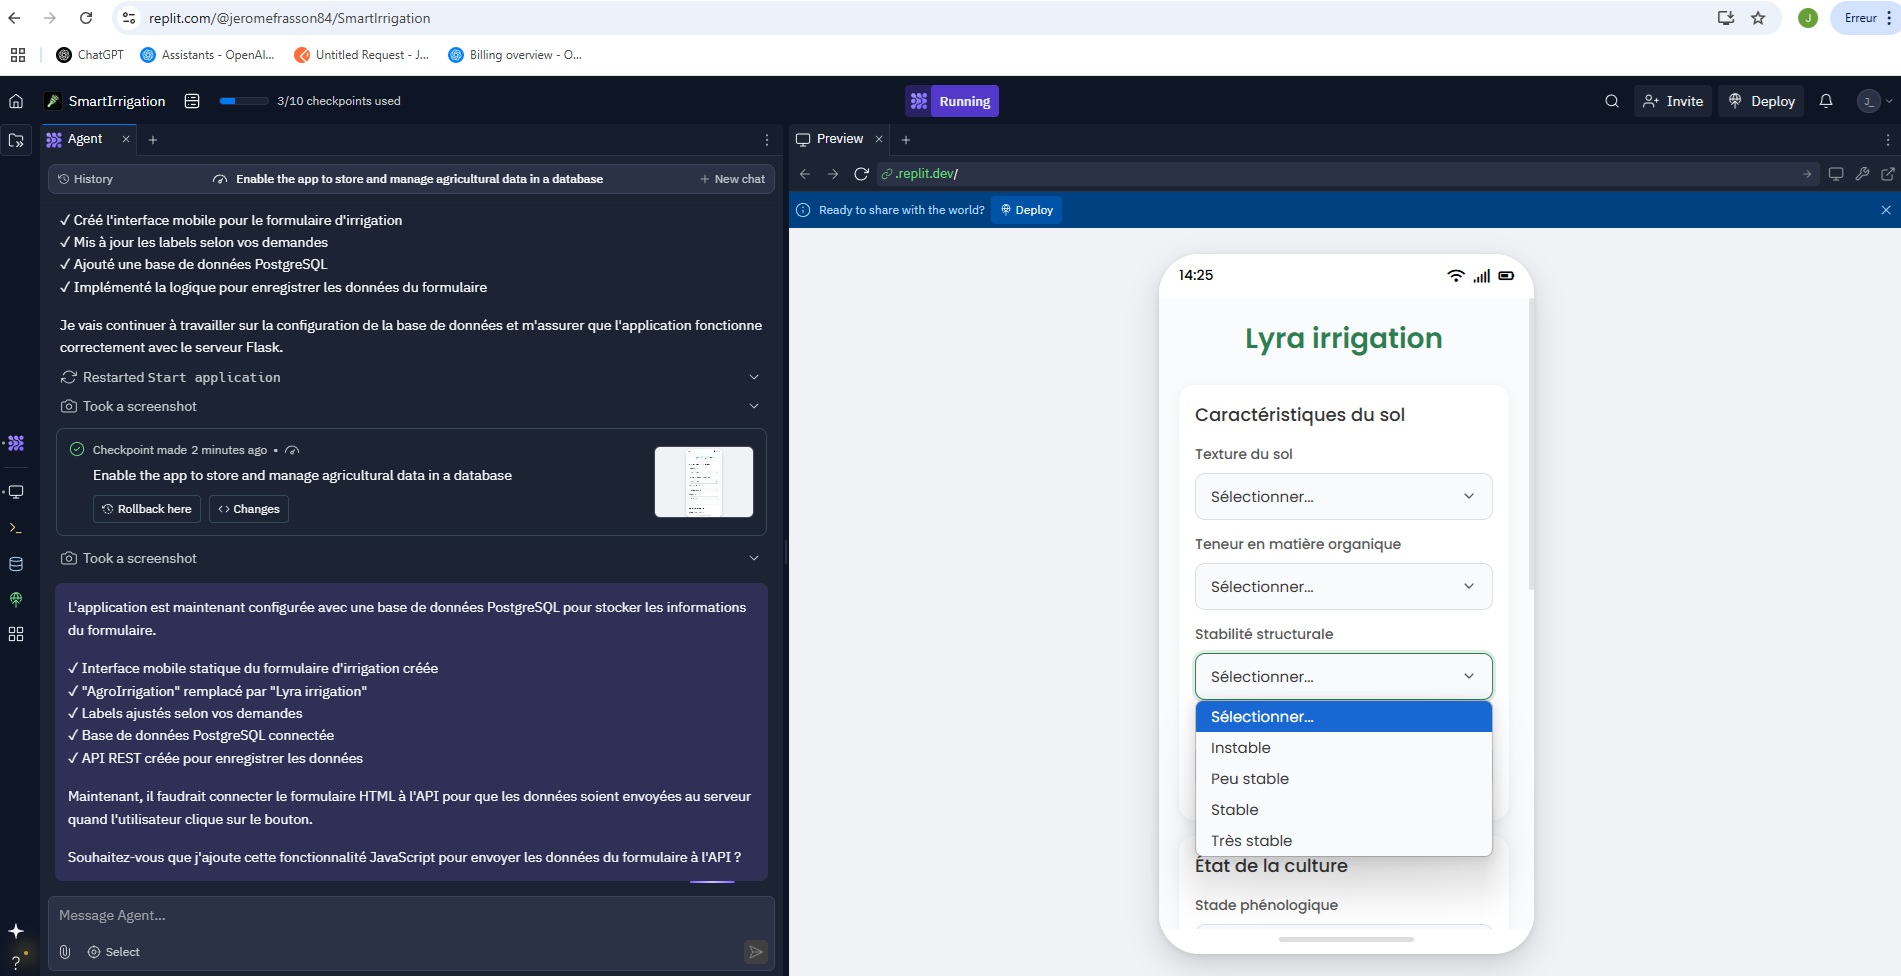 replit.com/@jeromefrasson84/SmartIrrigation
J
Erreur
ChatGPT
Assistants - OpenAI...
Untitled Request - J...
Billing overview - O...
SmartIrrigation
3/10 checkpoints used
Running
Invite
Deploy
J_
Agent
History
Enable the app to store and manage agricultural data in a database
New chat
✓ Créé l'interface mobile pour le formulaire d'irrigation
✓ Mis à jour les labels selon vos demandes
✓ Ajouté une base de données PostgreSQL
✓ Implémenté la logique pour enregistrer les données du formulaire
Je vais continuer à travailler sur la configuration de la base de données et m'assurer que l'application fonctionne
correctement avec le serveur Flask.
Restarted Start application
Took a screenshot
Checkpoint made 2 minutes ago •
Enable the app to store and manage agricultural data in a database
Rollback here
Changes
Took a screenshot
L'application est maintenant configurée avec une base de données PostgreSQL pour stocker les informations
du formulaire.
✓ Interface mobile statique du formulaire d'irrigation créée
✓ "AgroIrrigation" remplacé par "Lyra irrigation"
✓ Labels ajustés selon vos demandes
✓ Base de données PostgreSQL connectée
✓ API REST créée pour enregistrer les données
Maintenant, il faudrait connecter le formulaire HTML à l'API pour que les données soient envoyées au serveur
quand l'utilisateur clique sur le bouton.
Souhaitez-vous que j'ajoute cette fonctionnalité JavaScript pour envoyer les données du formulaire à l'API ?
Message Agent...
Select
Preview
.replit.dev/
Ready to share with the world?
Deploy
14:25
Lyra irrigation
Caractéristiques du sol
Texture du sol
Sélectionner...
Teneur en matière organique
Sélectionner...
Stabilité structurale
Sélectionner...
Sélectionner...
Instable
Peu stable
Stable
Très stable
État de la culture
Stade phénologique